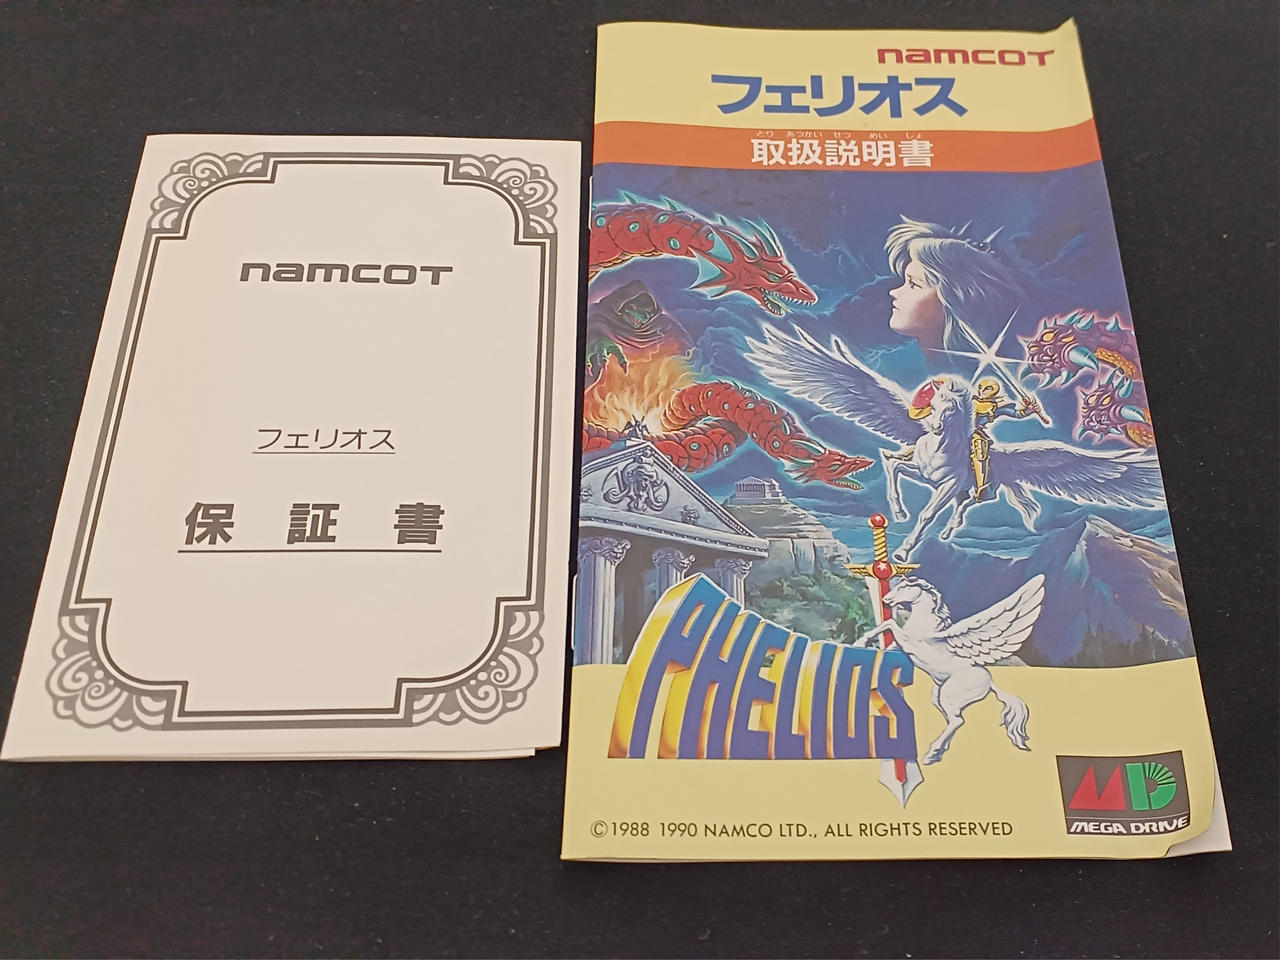 namcoT
フェリオス
保証書
namcoT
フェリオス
とり あつかい せつ めい しょ
取扱説明書
PHELIOS
©1988 1990 NAMCO LTD., ALL RIGHTS RESERVED
MD
MEGA DRIVE